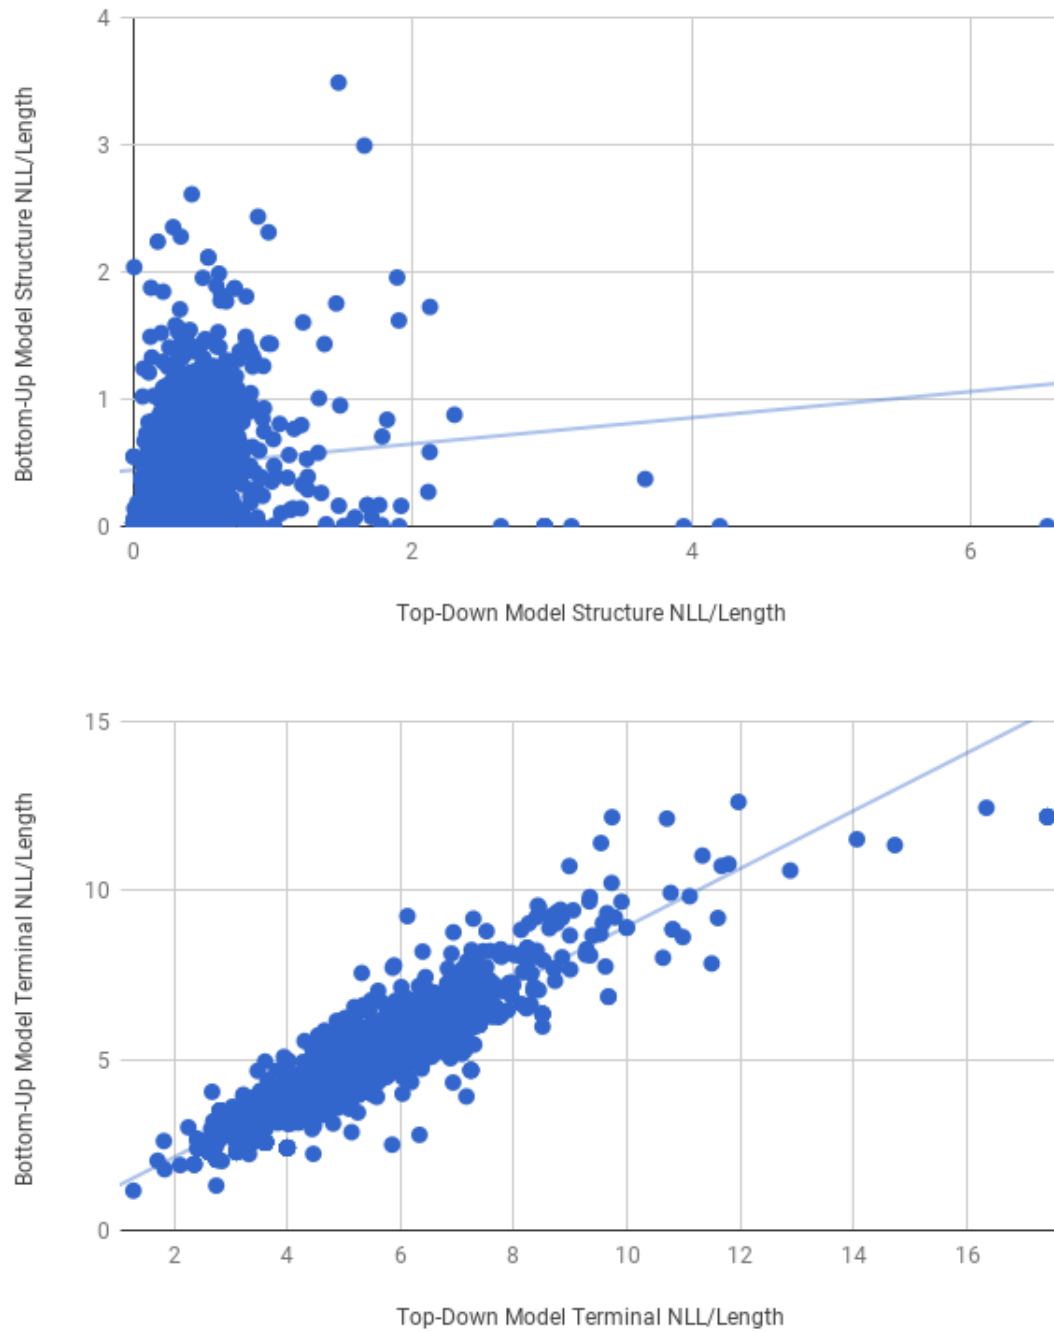 4
3
2
1
0
Bottom-Up Model Structure NLL/Length
0 2 4 6
Top-Down Model Structure NLL/Length
15
10
5
0
Bottom-Up Model Terminal NLL/Length
2 4 6 8 10 12 14 16
Top-Down Model Terminal NLL/Length